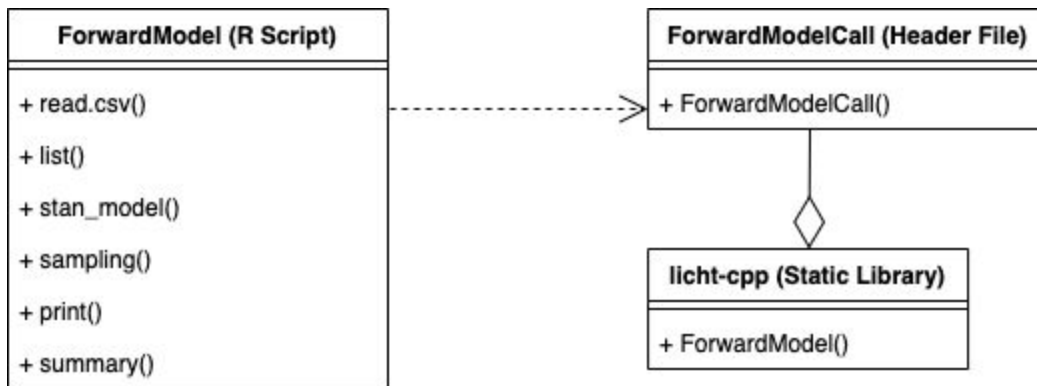 ForwardModel (R Script)
+ read.csv()
+ list()
+ stan_model()
+ sampling()
+ print()
+ summary()
ForwardModelCall (Header File)
+ ForwardModelCall()
licht-cpp (Static Library)
+ ForwardModel()